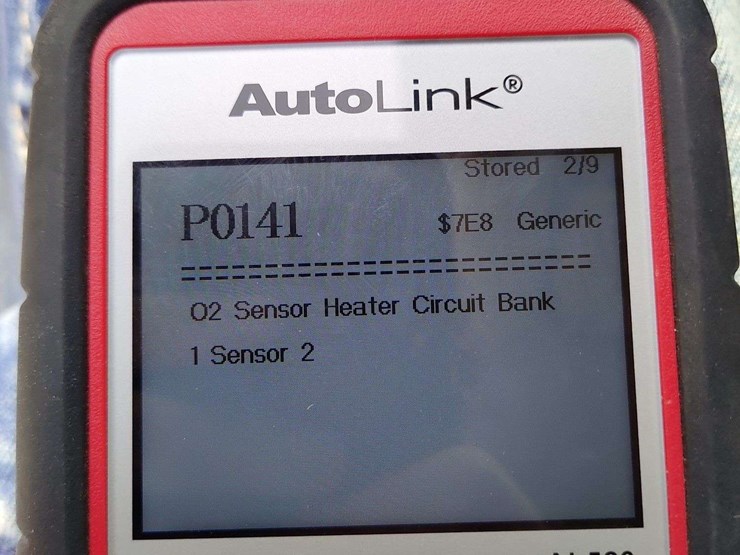 AutoLink®
Stored 2/9
P0141 $7E8 Generic
==============================
O2 Sensor Heater Circuit Bank
1 Sensor 2